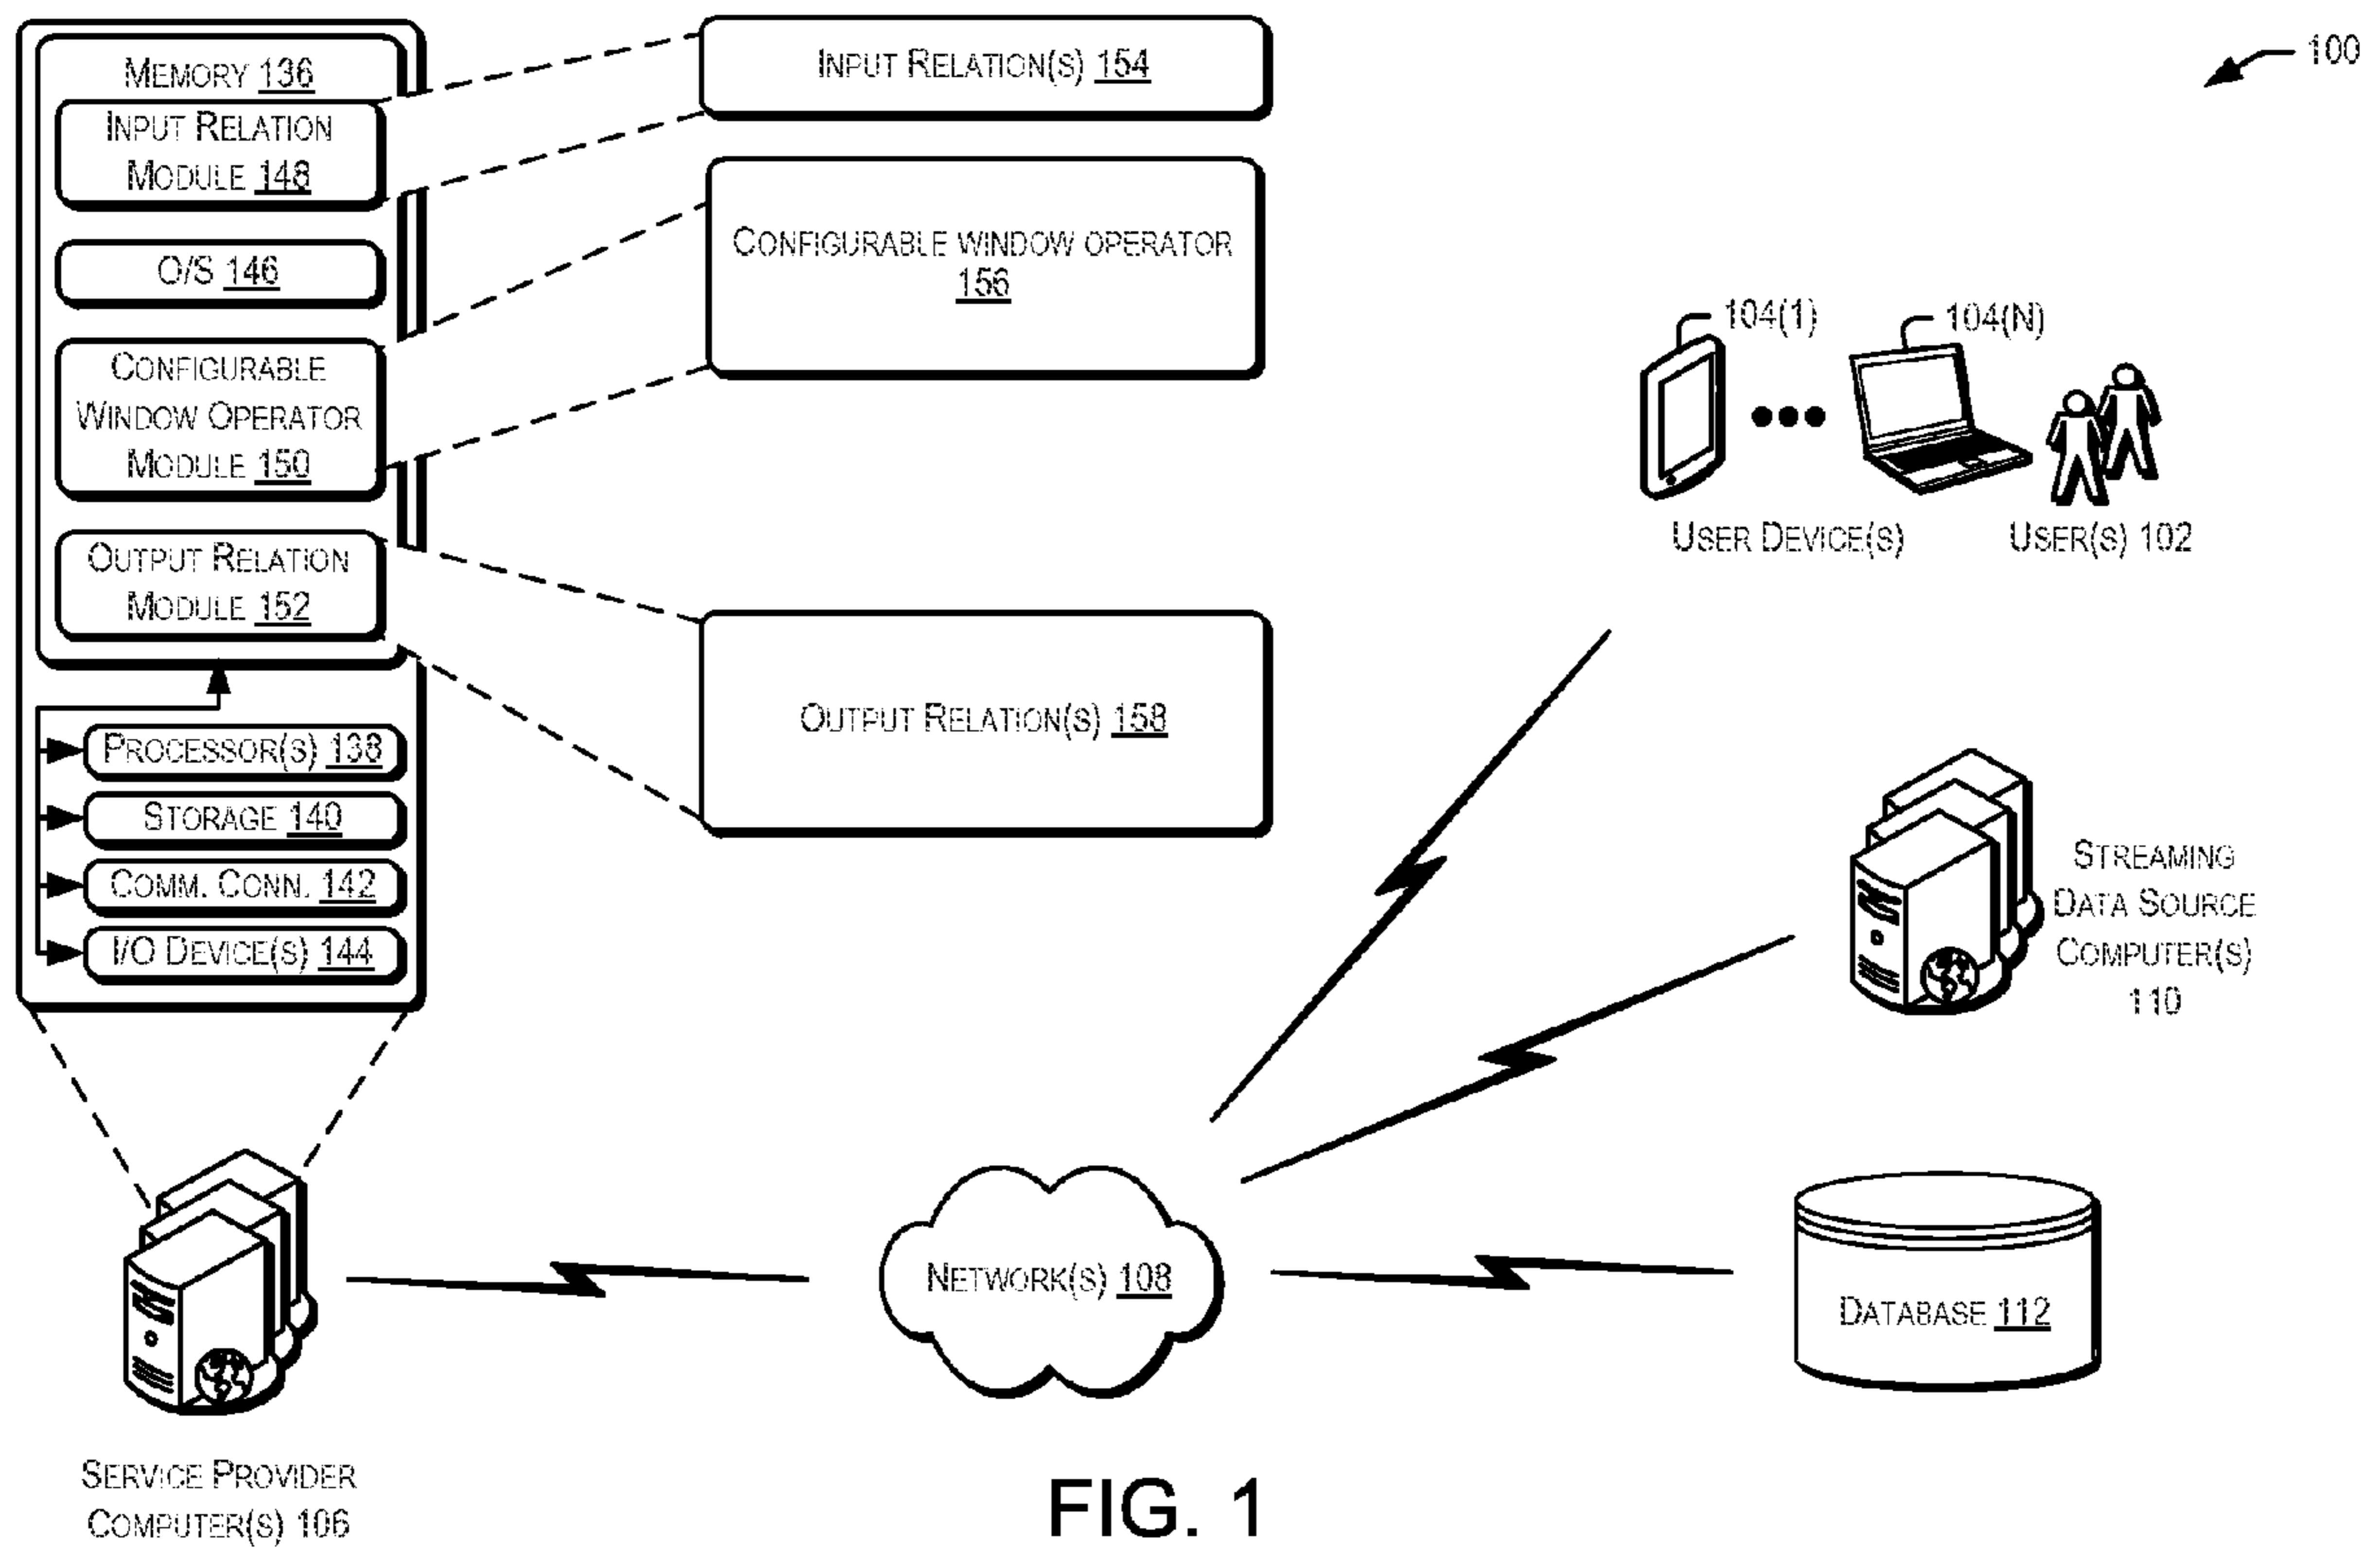 100
MEMORY 136
INPUT RELATION
MODULE 148
O/S 146
CONFIGURABLE
WINDOW OPERATOR
MODULE 150
OUTPUT RELATION
MODULE 152
PROCESSOR(S) 138
STORAGE 140
COMM. CONN. 142
I/O DEVICE(S) 144
INPUT RELATION(S) 154
CONFIGURABLE WINDOW OPERATOR
156
OUTPUT RELATION(S) 158
104(1)
104(N)
USER DEVICE(S)
USER(S) 102
STREAMING
DATA SOURCE
COMPUTER(S)
110
NETWORK(S) 108
DATABASE 112
SERVICE PROVIDER
COMPUTER(S) 106
FIG. 1